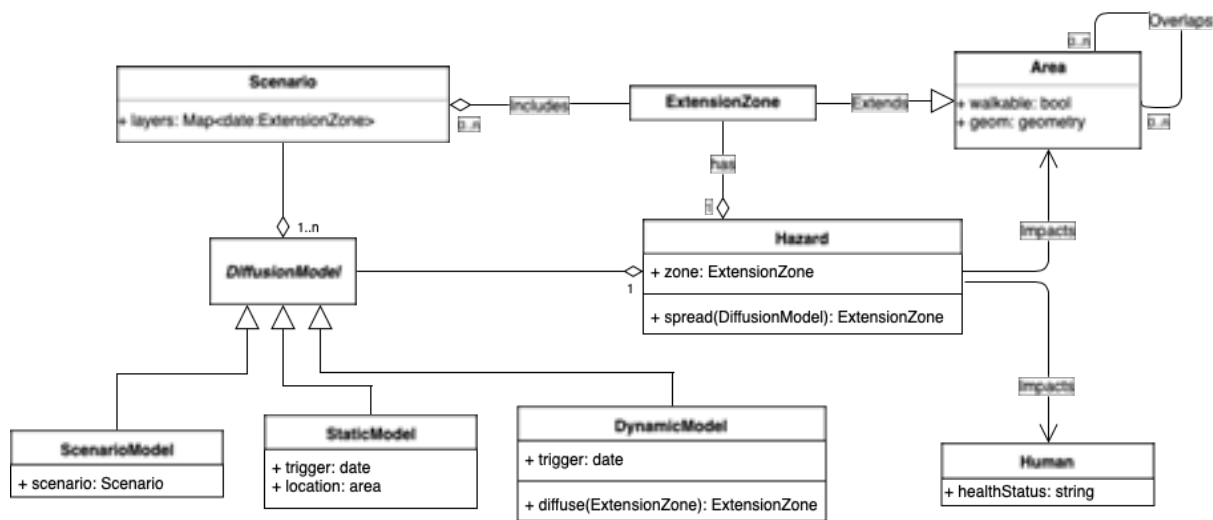 Overlaps
0..n
Scenario
+ layers: Map<date:ExtensionZone>
Includes
0..n
ExtensionZone
Extends
Area
+ walkable: bool
+ geom: geometry
0..n
has
1..n
Hazard
+ zone: ExtensionZone
+ spread(DiffusionModel): ExtensionZone
Impacts
DiffusionModel
1
Impacts
ScenarioModel
+ scenario: Scenario
StaticModel
+ trigger: date
+ location: area
DynamicModel
+ trigger: date
+ diffuse(ExtensionZone): ExtensionZone
Human
+ healthStatus: string